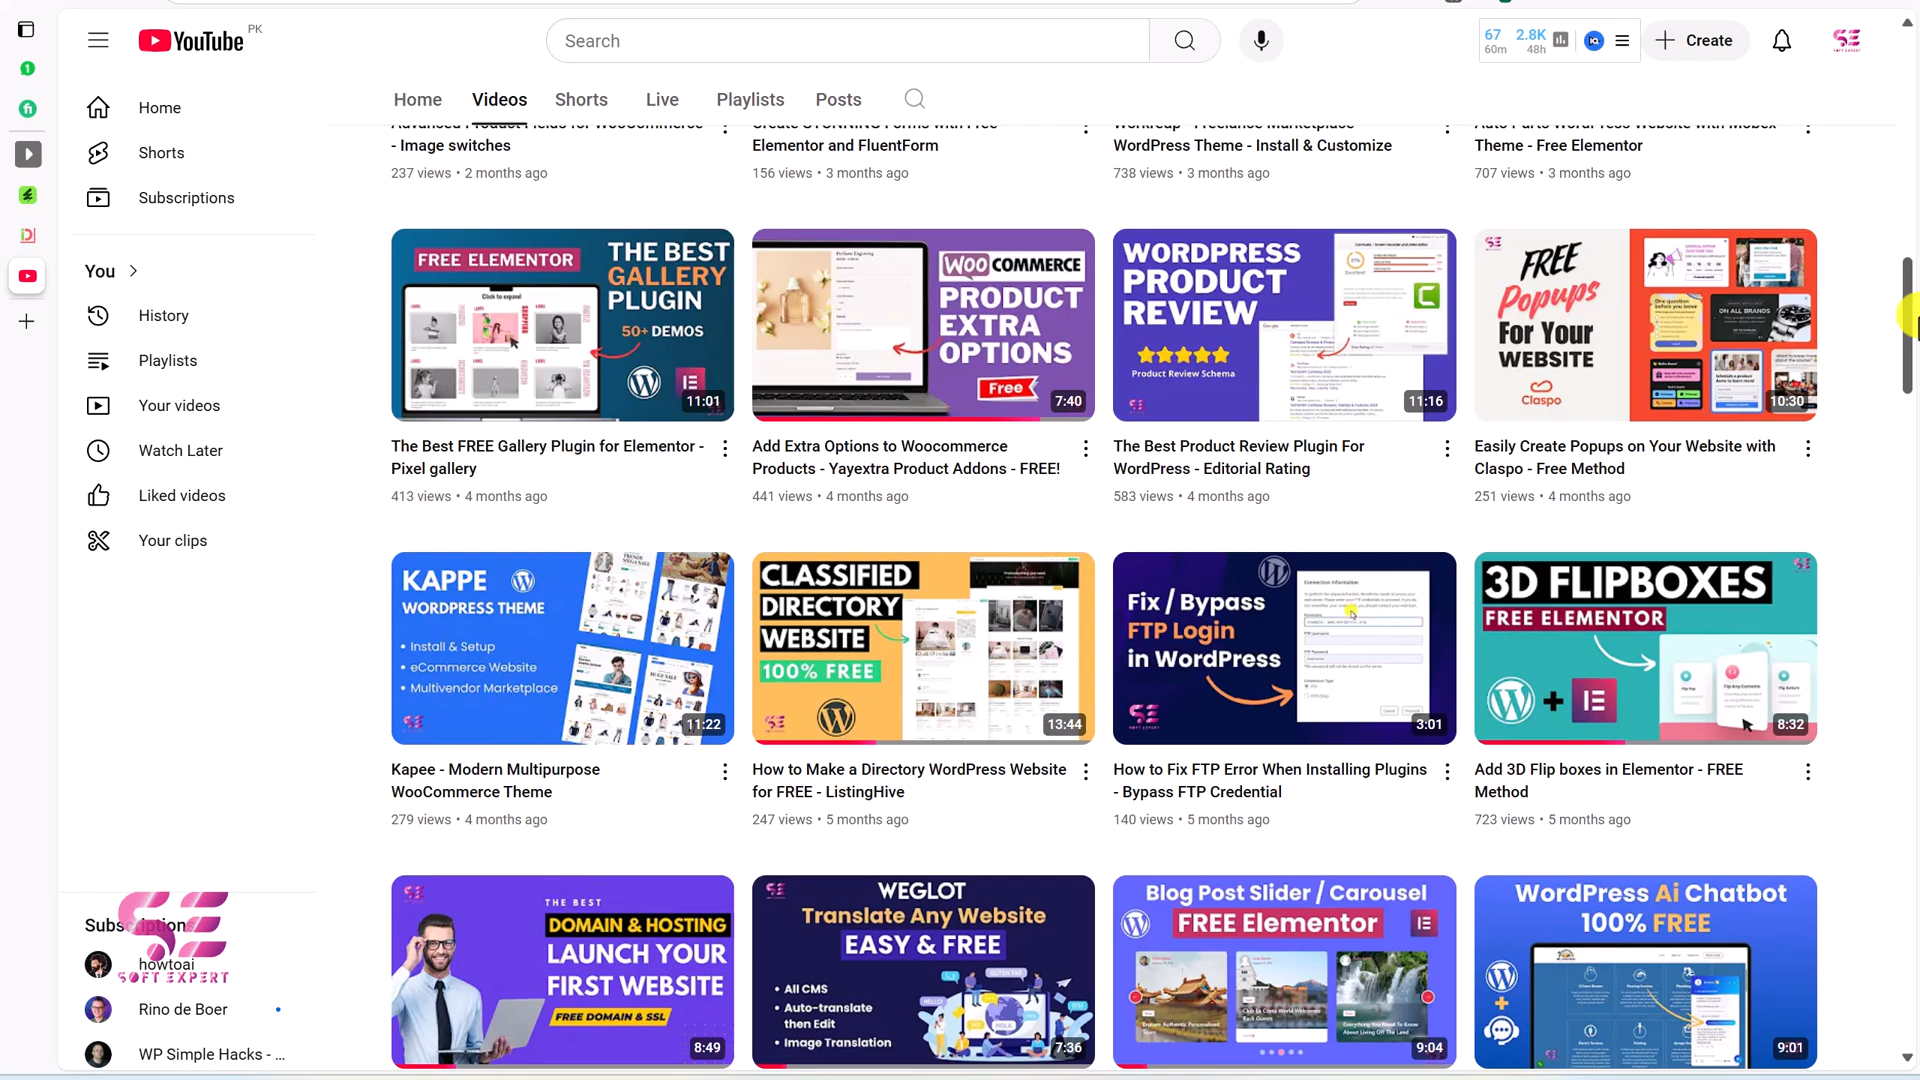 YouTube PK
Search
67 60m
2.8K 48h
Create
Home
Shorts
Subscriptions
You
History
Playlists
Your videos
Watch Later
Liked videos
Your clips
Subscriptions
howtoai
SOFT EXPERT
Rino de Boer
WP Simple Hacks - ...
Home Videos Shorts Live Playlists Posts
- Image switches
237 views • 2 months ago
Elementor and FluentForm
156 views • 3 months ago
WordPress Theme - Install & Customize
738 views • 3 months ago
Theme - Free Elementor
707 views • 3 months ago
FREE ELEMENTOR
THE BEST
GALLERY
PLUGIN
50+ DEMOS
Click to expand
11:01
The Best FREE Gallery Plugin for Elementor -
Pixel gallery
413 views • 4 months ago
WOOCOMMERCE
PRODUCT
EXTRA
OPTIONS
Free
7:40
Add Extra Options to Woocommerce
Products - Yayextra Product Addons - FREE!
441 views • 4 months ago
WORDPRESS
PRODUCT
REVIEW
Product Review Schema
11:16
The Best Product Review Plugin For
WordPress - Editorial Rating
583 views • 4 months ago
FREE
Popups
For Your
WEBSITE
Claspo
ON ALL BRANDS
10:30
Easily Create Popups on Your Website with
Claspo - Free Method
251 views • 4 months ago
KAPPE
WORDPRESS THEME
• Install & Setup
• eCommerce Website
• Multivendor Marketplace
11:22
Kapee - Modern Multipurpose
WooCommerce Theme
279 views • 4 months ago
CLASSIFIED
DIRECTORY
WEBSITE
100% FREE
13:44
How to Make a Directory WordPress Website
for FREE - ListingHive
247 views • 5 months ago
Fix / Bypass
FTP Login
in WordPress
Connection Information
SOFT EXPERT
3:01
How to Fix FTP Error When Installing Plugins
- Bypass FTP Credential
140 views • 5 months ago
3D FLIPBOXES
FREE ELEMENTOR
8:32
Add 3D Flip boxes in Elementor - FREE
Method
723 views • 5 months ago
THE BEST
DOMAIN & HOSTING
LAUNCH YOUR
FIRST WEBSITE
FREE DOMAIN & SSL
8:49
WEGLOT
Translate Any Website
EASY & FREE
• All CMS
• Auto-translate
then Edit
• Image Translation
HOLA
7:36
Blog Post Slider / Carousel
FREE Elementor
9:04
WordPress Ai Chatbot
100% FREE
9:01